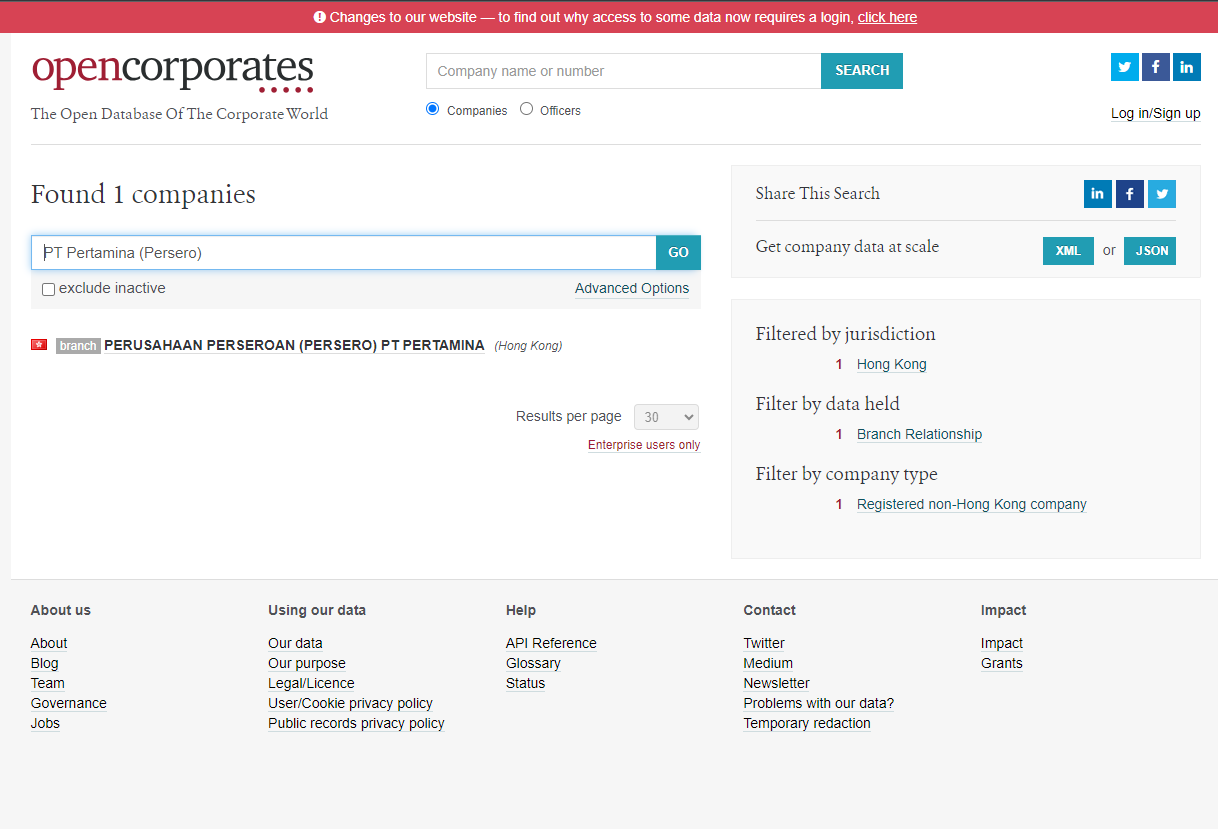 Changes to our website — to find out why access to some data now requires a login, click here
opencorporates
The Open Database Of The Corporate World
Company name or number
SEARCH
Companies
Officers
Log in/Sign up
Found 1 companies
PT Pertamina (Persero)
GO
exclude inactive
Advanced Options
branch PERUSAHAAN PERSEROAN (PERSERO) PT PERTAMINA (Hong Kong)
Results per page 30
Enterprise users only
Share This Search
Get company data at scale XML or JSON
Filtered by jurisdiction
1 Hong Kong
Filter by data held
1 Branch Relationship
Filter by company type
1 Registered non-Hong Kong company
About us
About
Blog
Team
Governance
Jobs
Using our data
Our data
Our purpose
Legal/Licence
User/Cookie privacy policy
Public records privacy policy
Help
API Reference
Glossary
Status
Contact
Twitter
Medium
Newsletter
Problems with our data?
Temporary redaction
Impact
Impact
Grants